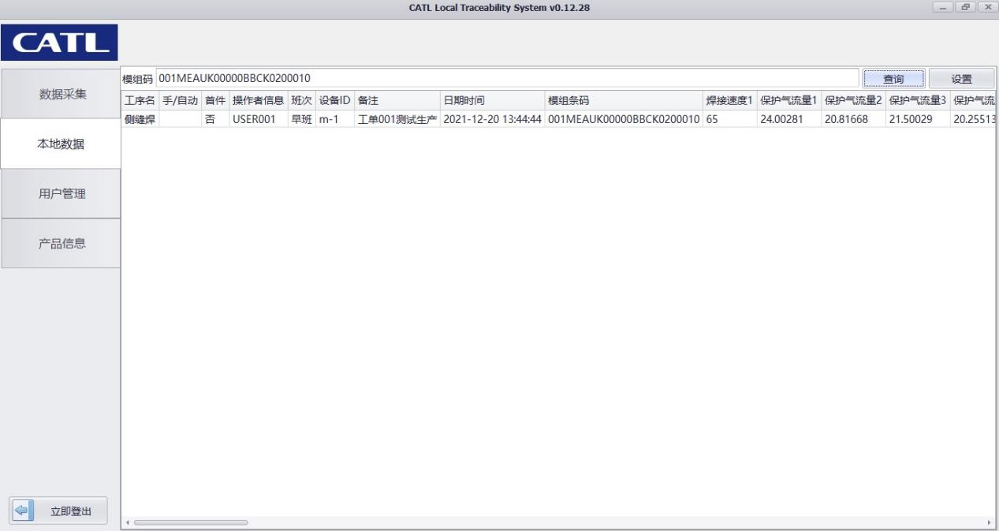 CATL Local Traceability System v0.12.28
CATL
模组码 001MEAUK00000BBCK0200010 查询 设置
数据采集
本地数据
用户管理
产品信息
工序名 手/自动 首件 操作者信息 班次 设备ID 备注 日期时间 模组条码 焊接速度1 保护气流量1 保护气流量2 保护气流量3 保护气流
侧缝焊 否 USER001 早班 m-1 工单001测试生产 2021-12-20 13:44:44 001MEAUK00000BBCK0200010 65 24.00281 20.81668 21.50029 20.25513
立即登出